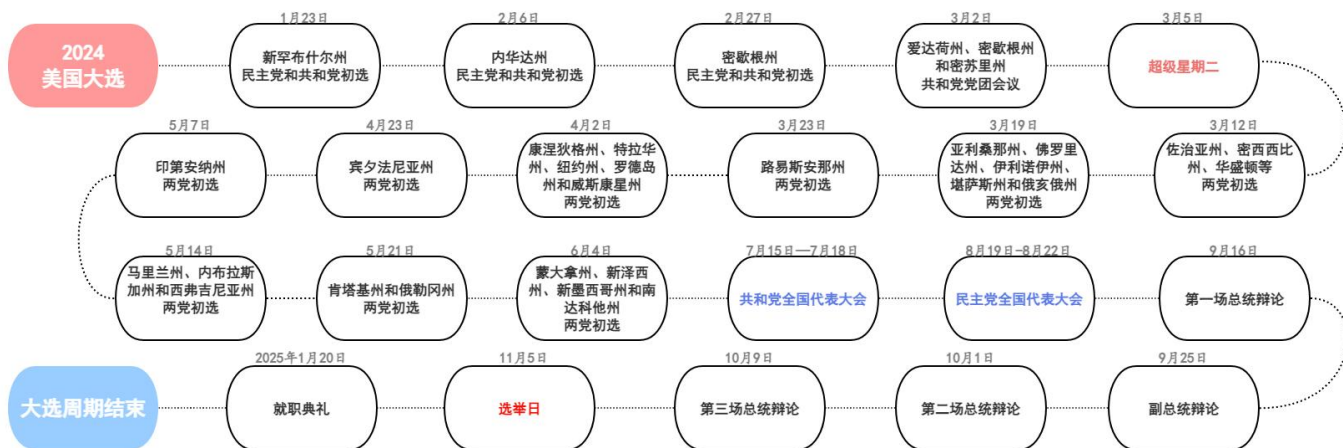 2024
美国大选
1月23日
新罕布什尔州
民主党和共和党初选
2月6日
内华达州
民主党和共和党初选
2月27日
密歇根州
民主党和共和党初选
3月2日
爱达荷州、密歇根州
和密苏里州
共和党党团会议
3月5日
超级星期二
3月12日
佐治亚州、密西西比
州、华盛顿等
两党初选
3月19日
亚利桑那州、佛罗里
达州、伊利诺伊州、
堪萨斯州和俄亥俄州
两党初选
3月23日
路易斯安那州
两党初选
4月2日
康涅狄格州、特拉华
州、纽约州、罗德岛
州和威斯康星州
两党初选
4月23日
宾夕法尼亚州
两党初选
5月7日
印第安纳州
两党初选
5月14日
马里兰州、内布拉斯
加州和西弗吉尼亚州
两党初选
5月21日
肯塔基州和俄勒冈州
两党初选
6月4日
蒙大拿州、新泽西
州、新墨西哥州和南
达科他州
两党初选
7月15日—7月18日
共和党全国代表大会
8月19日-8月22日
民主党全国代表大会
9月16日
第一场总统辩论
9月25日
副总统辩论
10月1日
第二场总统辩论
10月9日
第三场总统辩论
11月5日
选举日
2025年1月20日
就职典礼
大选周期结束